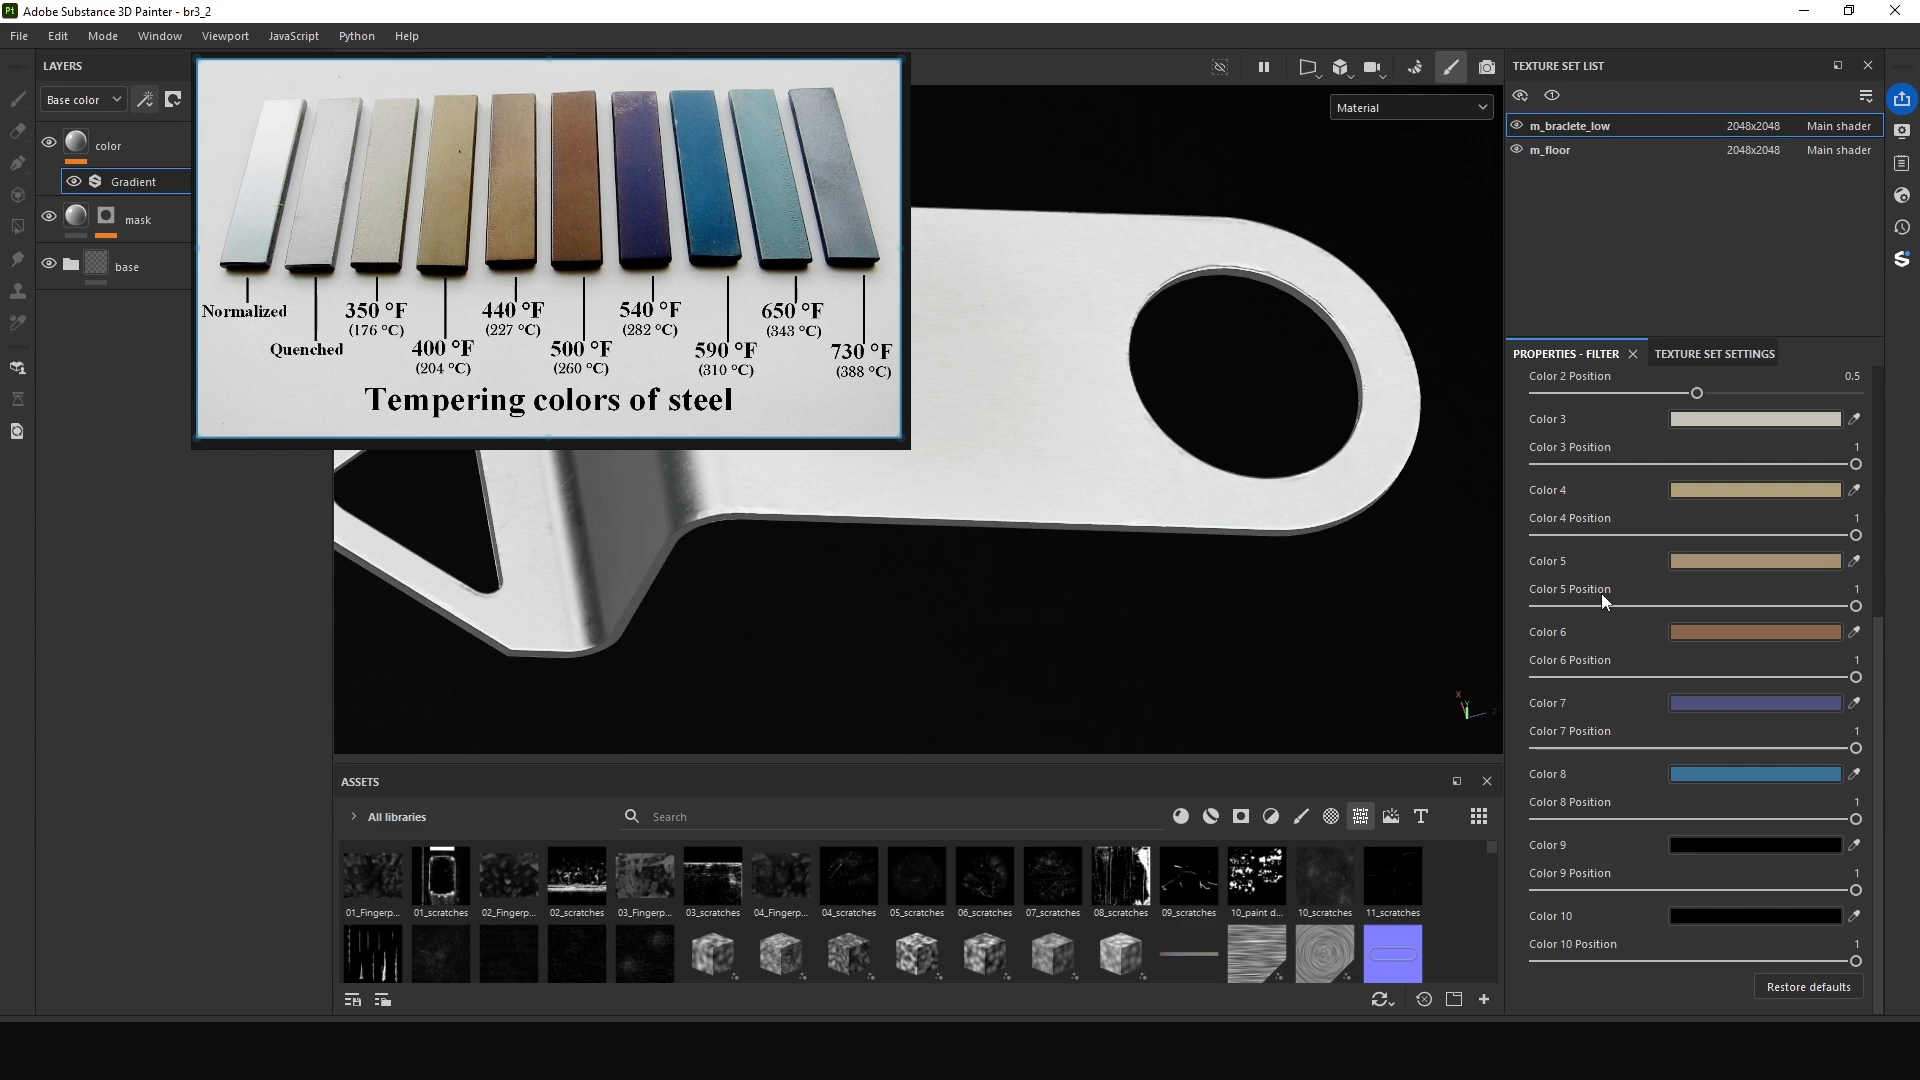 Pt Adobe Substance 3D Painter - br3_2
File Edit Mode Window Viewport JavaScript Python Help
LAYERS
Base color
color
Gradient
mask
base
Normalized
Quenched
350 °F
(176 °C)
400 °F
(204 °C)
440 °F
(227 °C)
500 °F
(260 °C)
540 °F
(282 °C)
590 °F
(310 °C)
650 °F
(343 °C)
730 °F
(388 °C)
Tempering colors of steel
Material
X
Y
TEXTURE SET LIST
m_braclete_low 2048x2048 Main shader
m_floor 2048x2048 Main shader
PROPERTIES - FILTER
TEXTURE SET SETTINGS
Color 2 Position 0.5
Color 3
Color 3 Position 1
Color 4
Color 4 Position 1
Color 5
Color 5 Position 1
Color 6
Color 6 Position 1
Color 7
Color 7 Position 1
Color 8
Color 8 Position 1
Color 9
Color 9 Position 1
Color 10
Color 10 Position 1
Restore defaults
ASSETS
All libraries
Search
01_Fingerp... 01_scratches 02_Fingerp... 02_scratches 03_Fingerp... 03_scratches 04_Fingerp... 04_scratches 05_scratches 06_scratches 07_scratches 08_scratches 09_scratches 10_paint d... 10_scratches 11_scratches